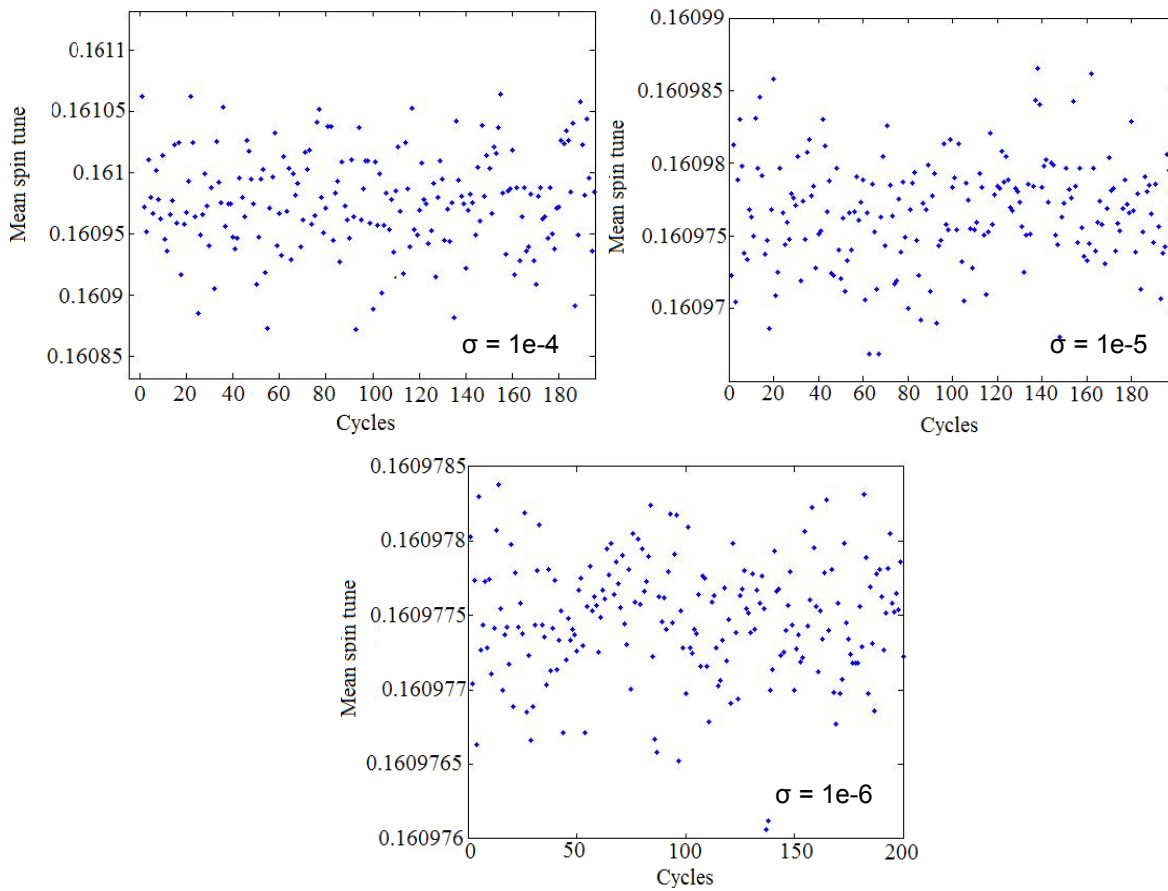 0.1611
0.16105
0.161
0.16095
0.1609
0.16085
Mean spin tune
σ = 1e-4
0 20 40 60 80 100 120 140 160 180
Cycles
0.16099
0.160985
0.16098
0.160975
0.16097
Mean spin tune
σ = 1e-5
0 20 40 60 80 100 120 140 160 180
Cycles
0.1609785
0.160978
0.1609775
0.160977
0.1609765
0.160976
Mean spin tune
σ = 1e-6
0 50 100 150 200
Cycles